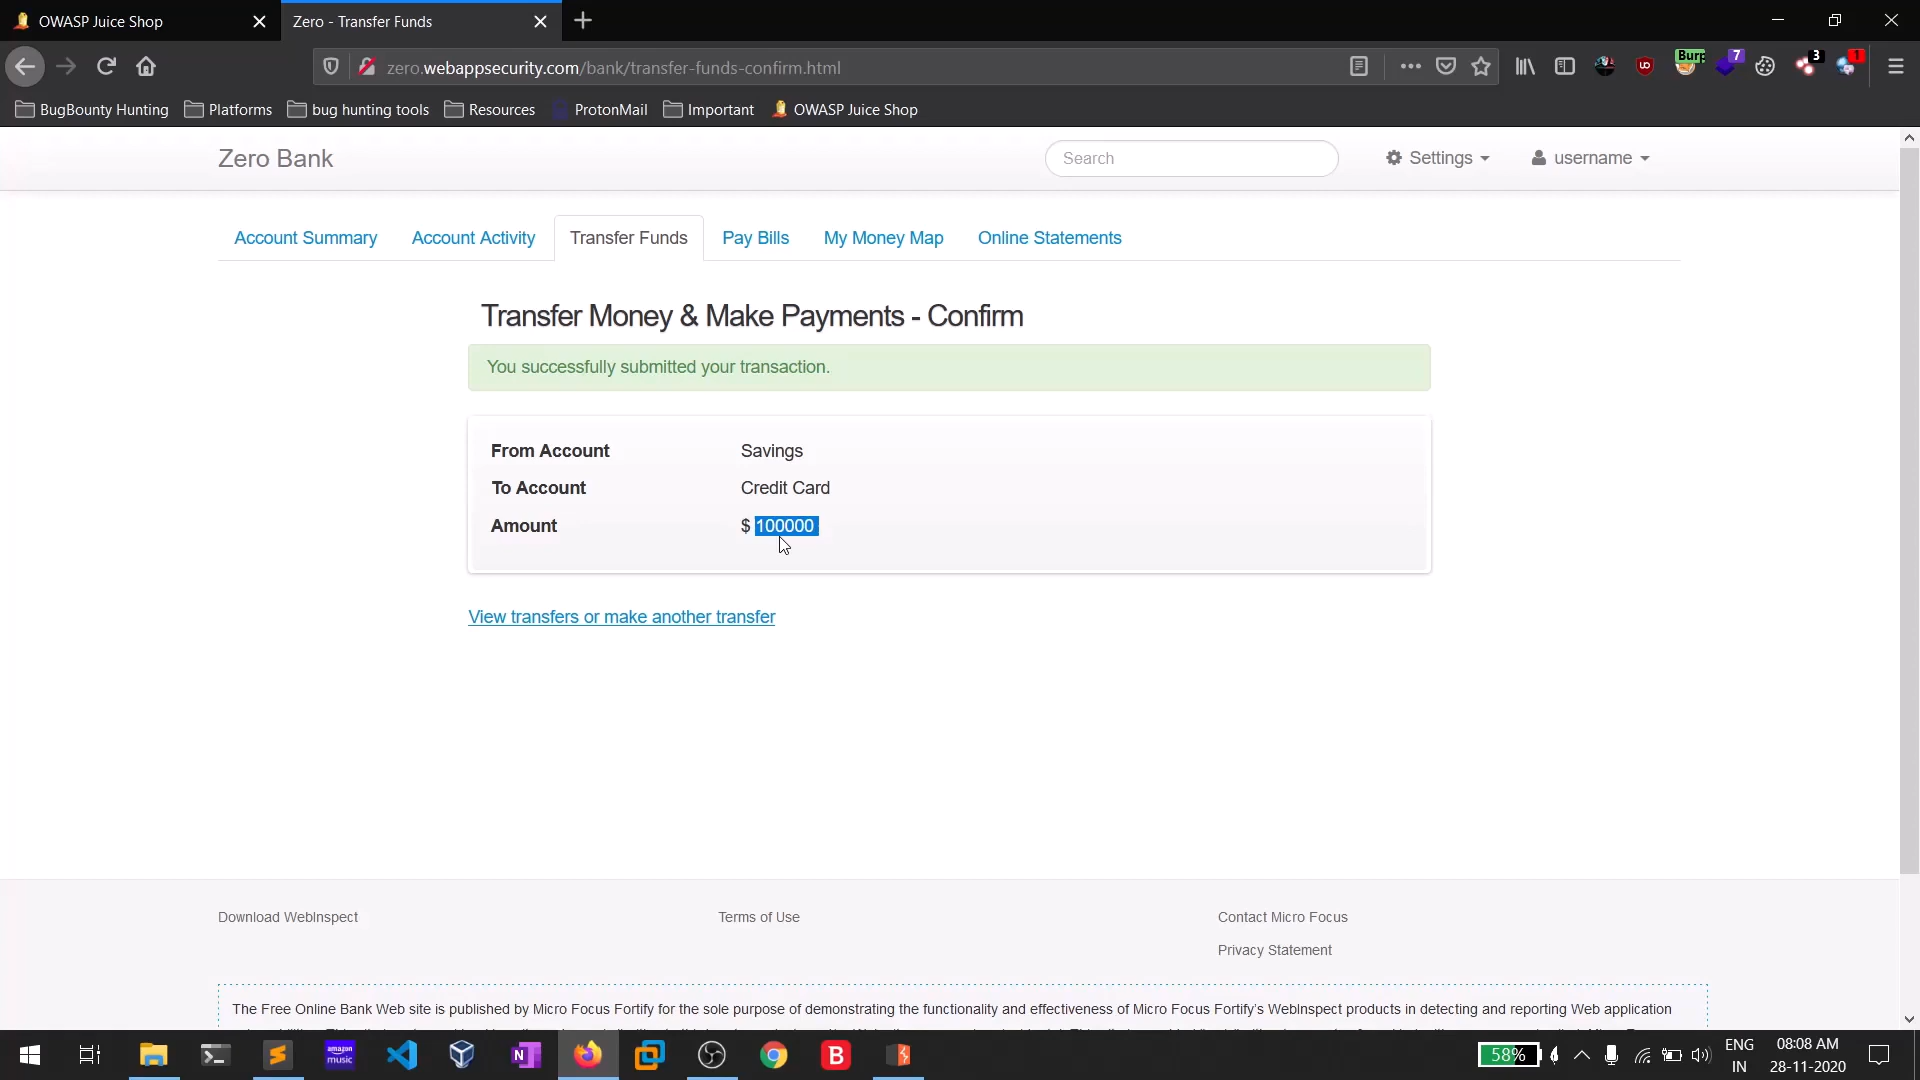 OWASP Juice Shop
Zero - Transfer Funds
zero.webappsecurity.com/bank/transfer-funds-confirm.html
Burp
7
3
1
BugBounty Hunting
Platforms
bug hunting tools
Resources
ProtonMail
Important
OWASP Juice Shop
Zero Bank
Search
Settings
username
Account Summary
Account Activity
Transfer Funds
Pay Bills
My Money Map
Online Statements
Transfer Money & Make Payments - Confirm
You successfully submitted your transaction.
From Account Savings
To Account Credit Card
Amount $ 100000
View transfers or make another transfer
Download WebInspect
Terms of Use
Contact Micro Focus
Privacy Statement
The Free Online Bank Web site is published by Micro Focus Fortify for the sole purpose of demonstrating the functionality and effectiveness of Micro Focus Fortify's WebInspect products in detecting and reporting Web application
amazon
music
N
B
58%
ENG
IN
08:08 AM
28-11-2020